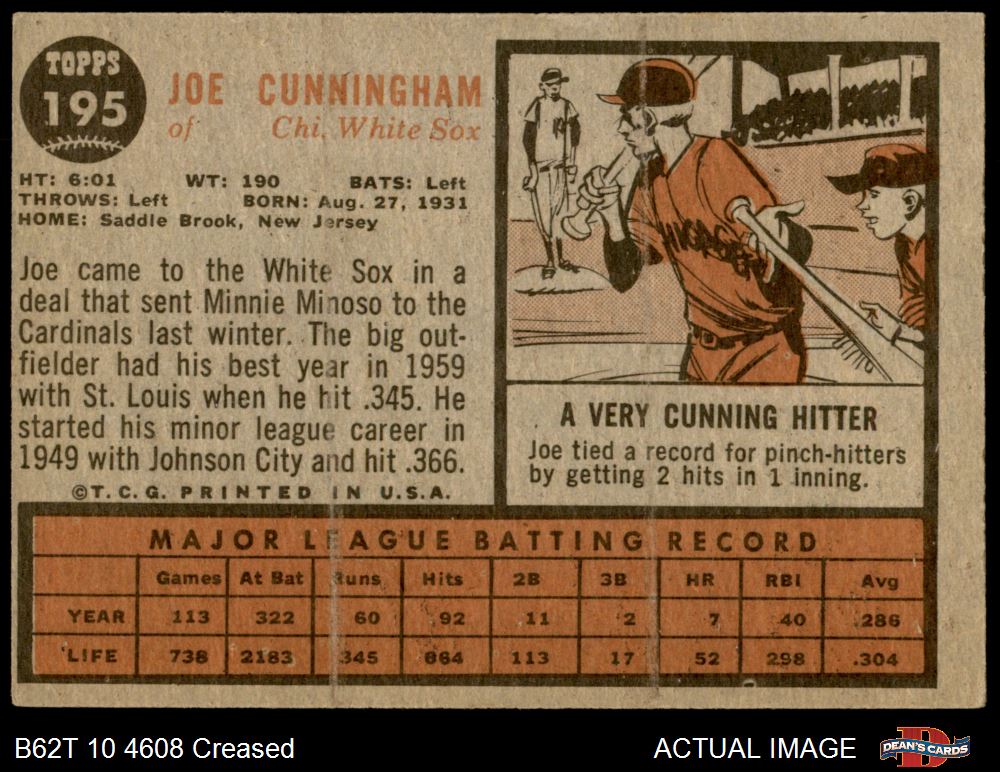 TOPPS
195
JOE CUNNINGHAM
of Chi. White Sox
HT: 6:01 WT: 190 BATS: Left
THROWS: Left BORN: Aug. 27, 1931
HOME: Saddle Brook, New Jersey
Joe came to the White Sox in a
deal that sent Minnie Minoso to the
Cardinals last winter. The big out-
fielder had his best year in 1959
with St. Louis when he hit .345. He
started his minor league career in
1949 with Johnson City and hit .366.
©T.C.G. PRINTED IN U.S.A.
A VERY CUNNING HITTER
Joe tied a record for pinch-hitters
by getting 2 hits in 1 inning.
MAJOR LEAGUE BATTING RECORD
Games At Bat Runs Hits 2B 3B HR RBI Avg
YEAR 113 322 60 92 11 2 7 40 .286
LIFE 738 2183 345 664 113 17 52 298 .304
B62T 10 4608 Creased
ACTUAL IMAGE
DEAN'S CARDS